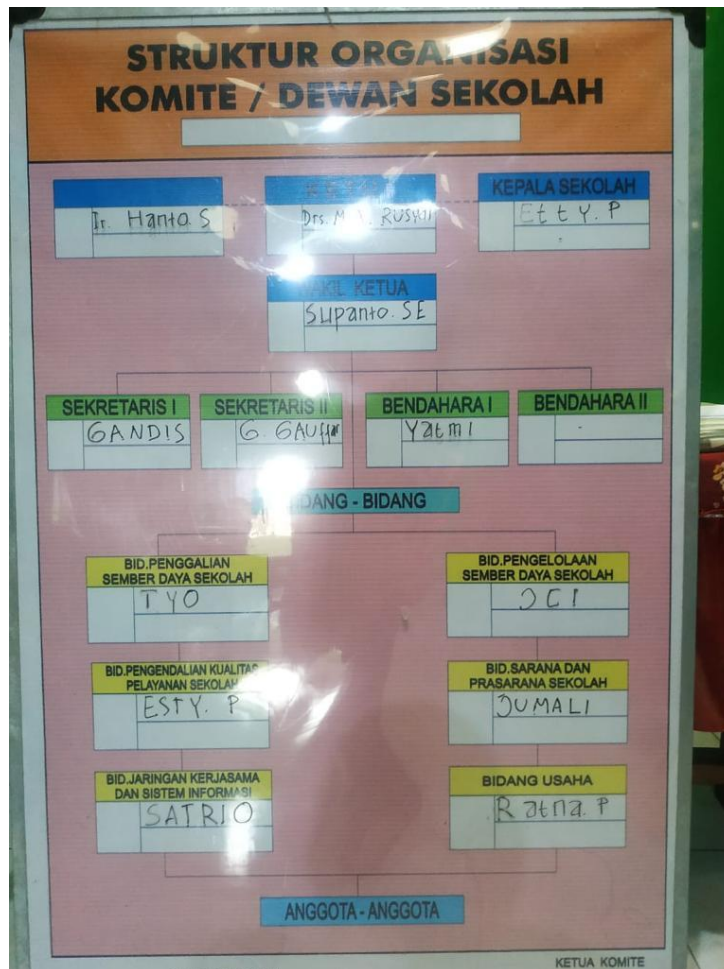 STRUKTUR ORGANISASI
KOMITE / DEWAN SEKOLAH
KEPALA SEKOLAH
Ir. Hanto. S
Drs. M.
Etty. P
WAKIL KETUA
Supanto. SE
SEKRETARIS I
SEKRETARIS II
BENDAHARA I
BENDAHARA II
GANDIS
G.
Yatmi
BIDANG - BIDANG
BID.PENGGALIAN
SEMBER DAYA SEKOLAH
BID.PENGELOLAAN
SEMBER DAYA SEKOLAH
TYO
BID.PENGENDALIAN KUALITAS
PELAYANAN SEKOLAH
BID.SARANA DAN
PRASARANA SEKOLAH
ESTY. P
JUMALI
BID.JARINGAN KERJASAMA
DAN SISTEM INFORMASI
BIDANG USAHA
SATRIO
Ratna. P
ANGGOTA - ANGGOTA
KETUA KOMITE